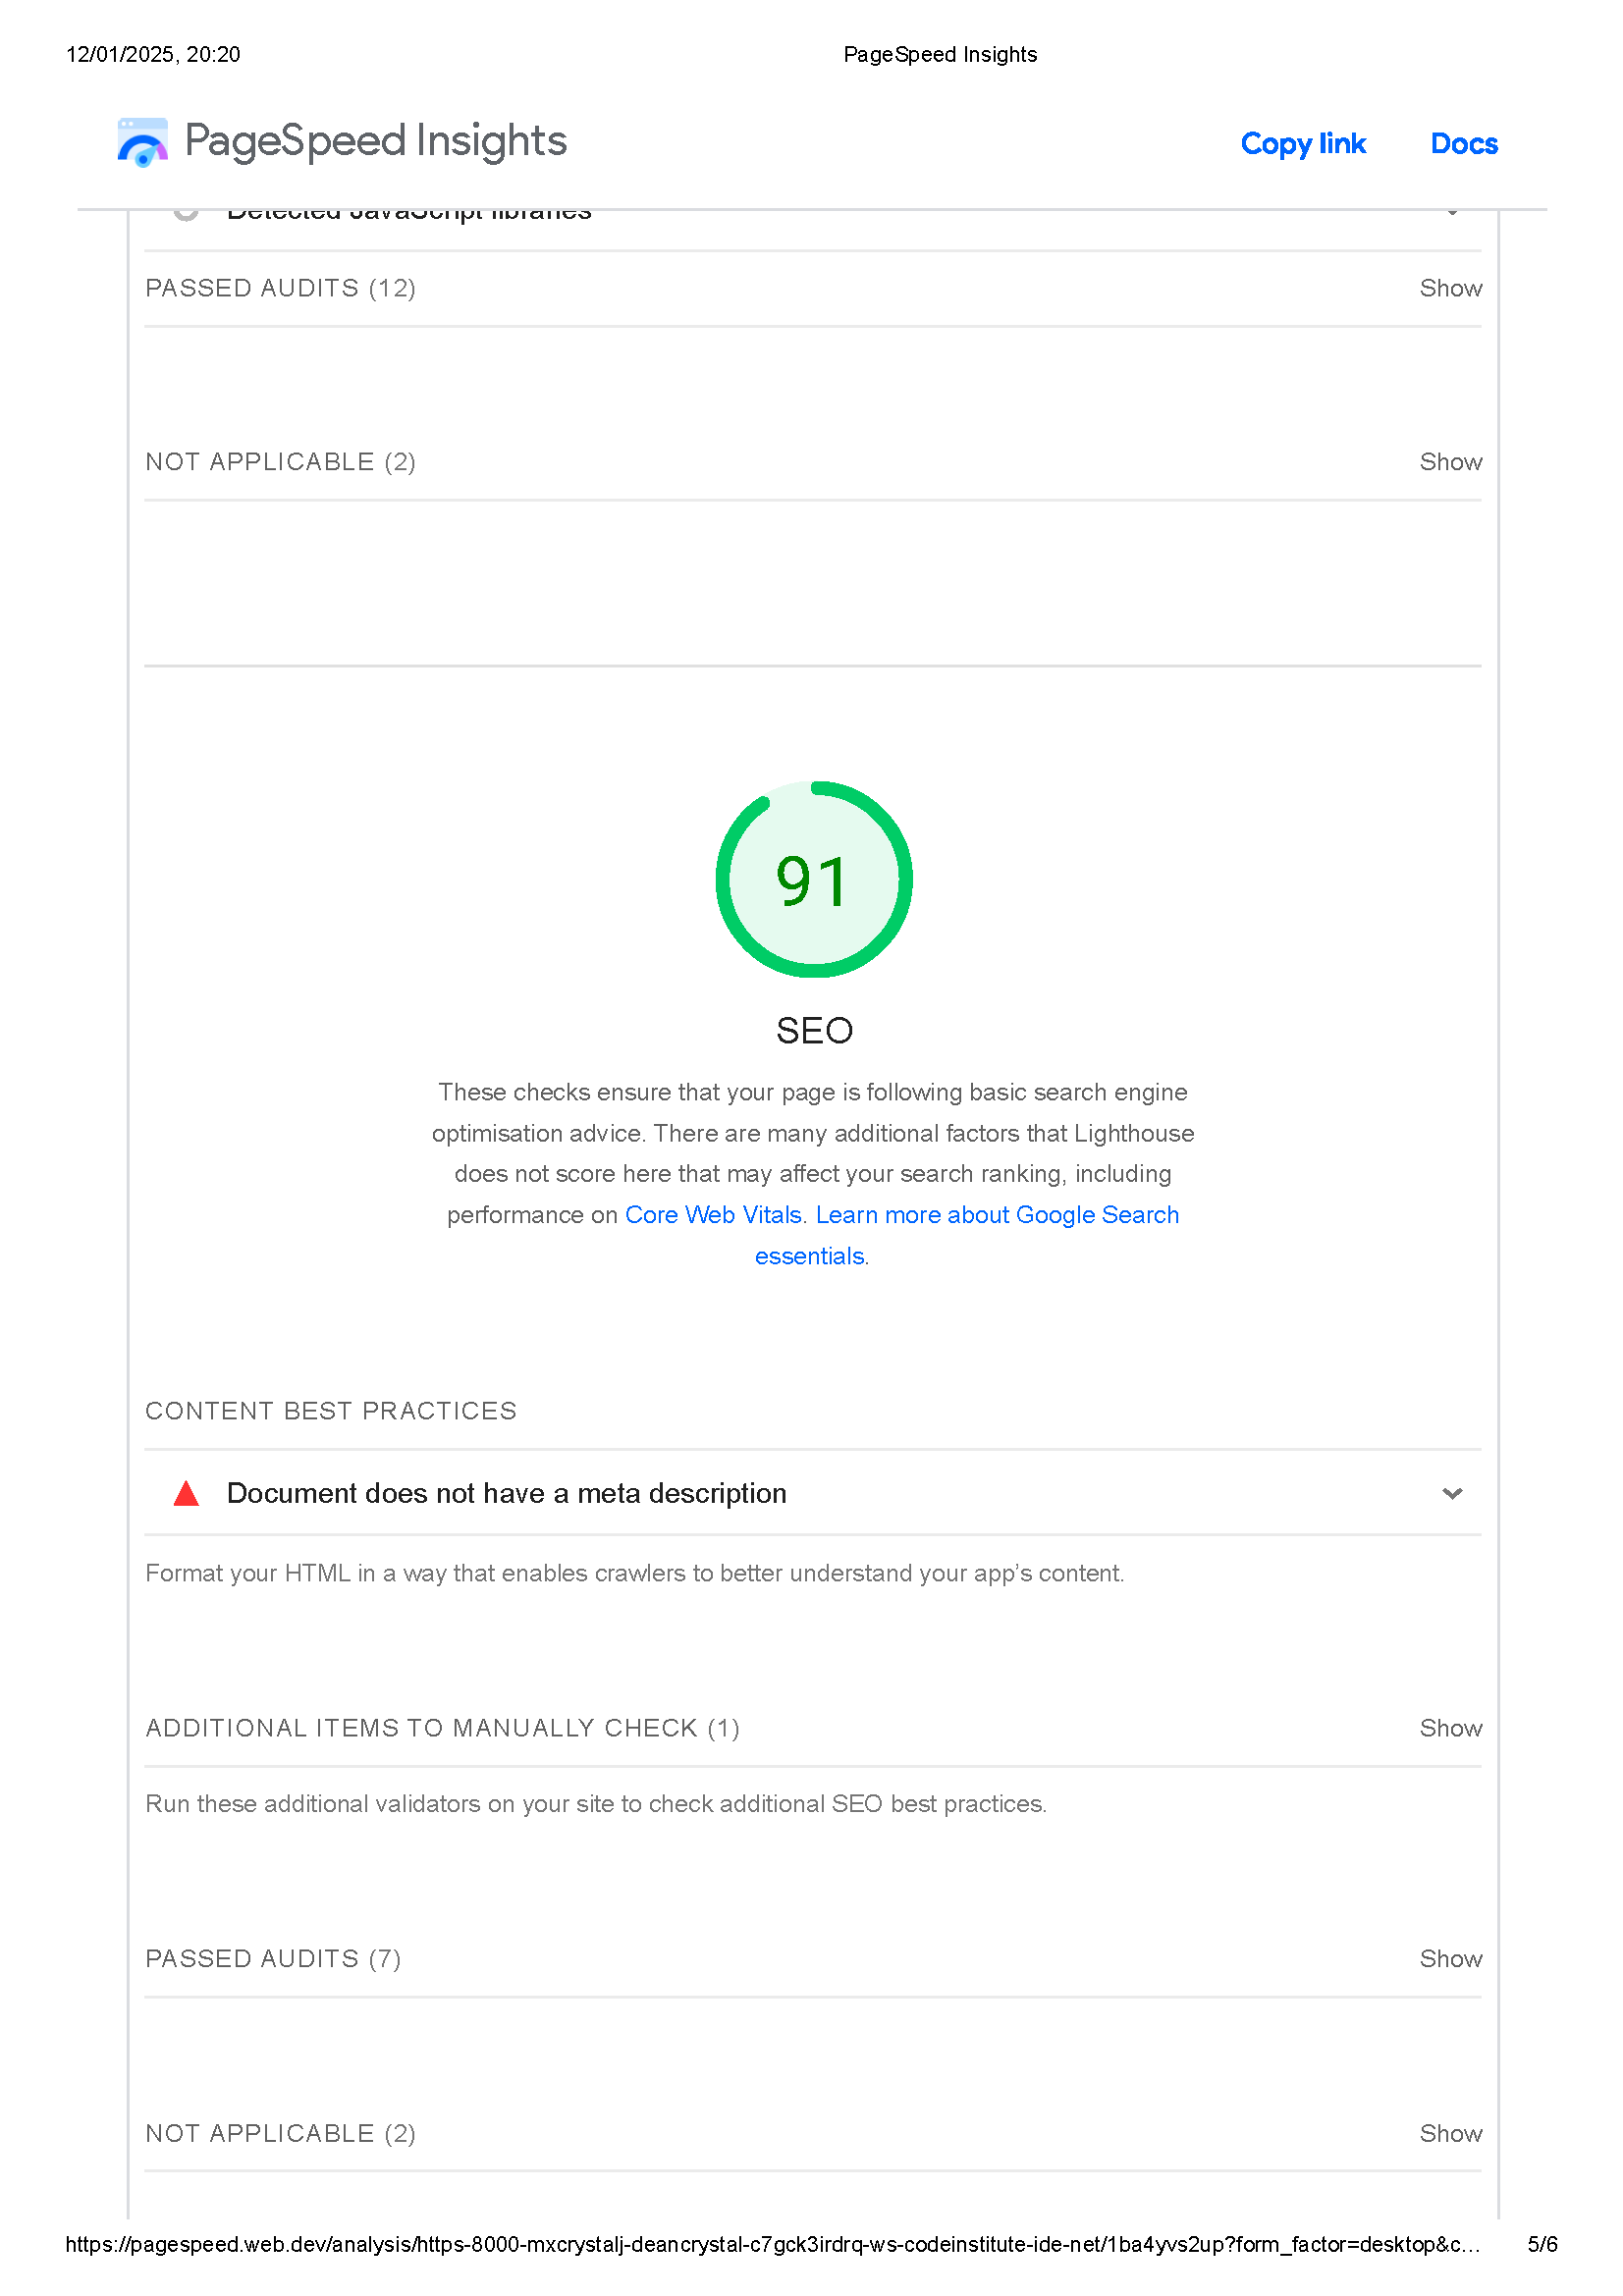 12/01/2025, 20:20
PageSpeed Insights
PageSpeed Insights
Copy link
Docs
Detected JavaScript libraries
PASSED AUDITS (12)
Show
NOT APPLICABLE (2)
Show
91
SEO
These checks ensure that your page is following basic search engine
optimisation advice. There are many additional factors that Lighthouse
does not score here that may affect your search ranking, including
performance on Core Web Vitals. Learn more about Google Search
essentials.
CONTENT BEST PRACTICES
Document does not have a meta description
Format your HTML in a way that enables crawlers to better understand your app’s content.
ADDITIONAL ITEMS TO MANUALLY CHECK (1)
Show
Run these additional validators on your site to check additional SEO best practices.
PASSED AUDITS (7)
Show
NOT APPLICABLE (2)
Show
https://pagespeed.web.dev/analysis/https-8000-mxcrystalj-deancrystal-c7gck3irdrq-ws-codeinstitute-ide-net/1ba4yvs2up?form_factor=desktop&c…
5/6